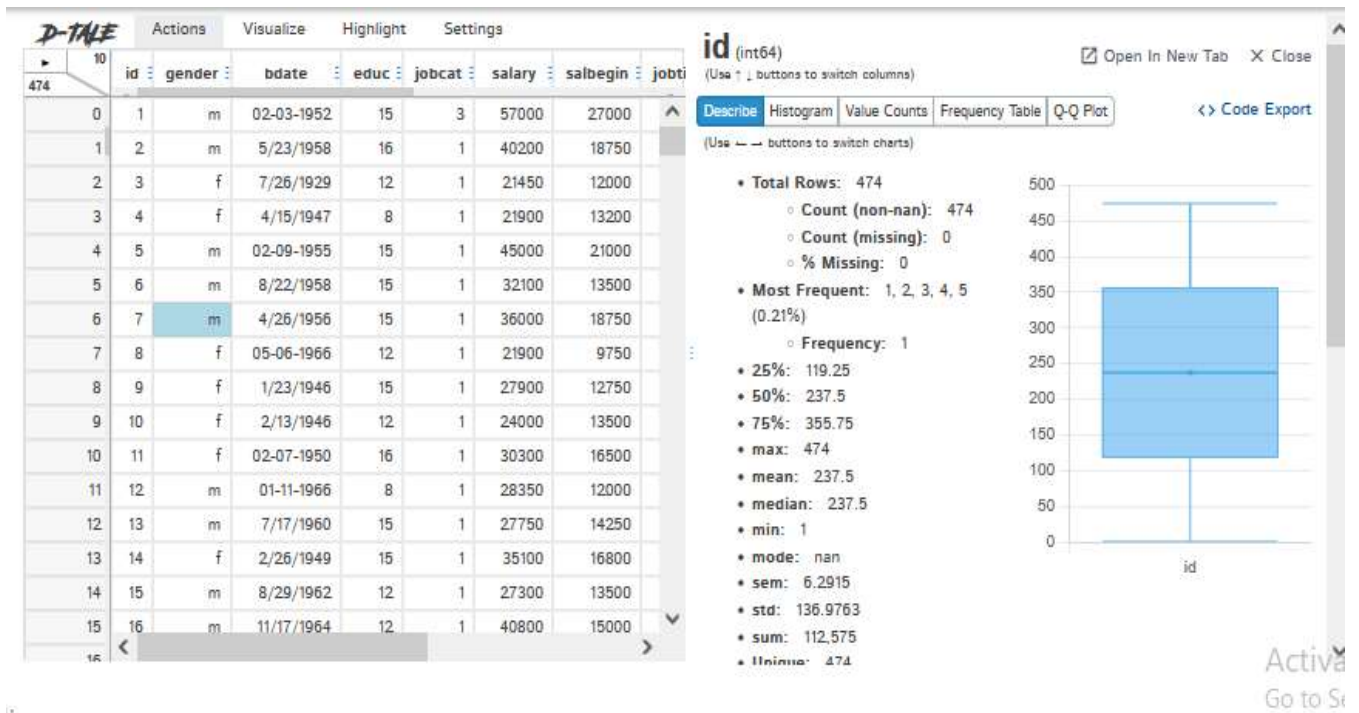 D-TALE Actions Visualize Highlight Settings
10
474
id gender bdate educ jobcat salary salbegin jobti
0 1 m 02-03-1952 15 3 57000 27000
1 2 m 5/23/1958 16 1 40200 18750
2 3 f 7/26/1929 12 1 21450 12000
3 4 f 4/15/1947 8 1 21900 13200
4 5 m 02-09-1955 15 1 45000 21000
5 6 m 8/22/1958 15 1 32100 13500
6 7 m 4/26/1956 15 1 36000 18750
7 8 f 05-06-1966 12 1 21900 9750
8 9 f 1/23/1946 15 1 27900 12750
9 10 f 2/13/1946 12 1 24000 13500
10 11 f 02-07-1950 16 1 30300 16500
11 12 m 01-11-1966 8 1 28350 12000
12 13 m 7/17/1960 15 1 27750 14250
13 14 f 2/26/1949 15 1 35100 16800
14 15 m 8/29/1962 12 1 27300 13500
15 16 m 11/17/1964 12 1 40800 15000
16
id (int64)
Open In New Tab X Close
(Use ↑ ↓ buttons to switch columns)
Describe Histogram Value Counts Frequency Table Q-Q Plot
<> Code Export
(Use ← → buttons to switch charts)
Total Rows: 474
Count (non-nan): 474
Count (missing): 0
% Missing: 0
Most Frequent: 1, 2, 3, 4, 5
(0.21%)
Frequency: 1
25%: 119.25
50%: 237.5
75%: 355.75
max: 474
mean: 237.5
median: 237.5
min: 1
mode: nan
sem: 6.2915
std: 136.9763
sum: 112,575
Unique: 474
500
450
400
350
300
250
200
150
100
50
0
id
Activa
Go to Se